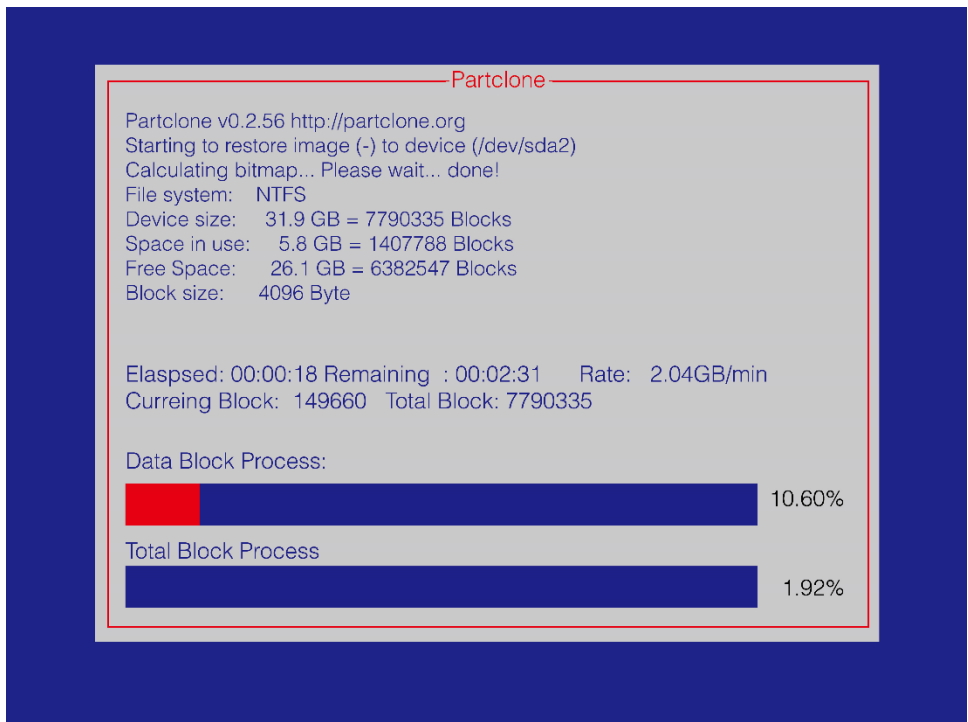 Partclone
Partclone v0.2.56 http://partclone.org
Starting to restore image (-) to device (/dev/sda2)
Calculating bitmap... Please wait... done!
File system: NTFS
Device size: 31.9 GB = 7790335 Blocks
Space in use: 5.8 GB = 1407788 Blocks
Free Space: 26.1 GB = 6382547 Blocks
Block size: 4096 Byte
Elaspsed: 00:00:18 Remaining : 00:02:31 Rate: 2.04GB/min
Curreing Block: 149660 Total Block: 7790335
Data Block Process:
10.60%
Total Block Process
1.92%